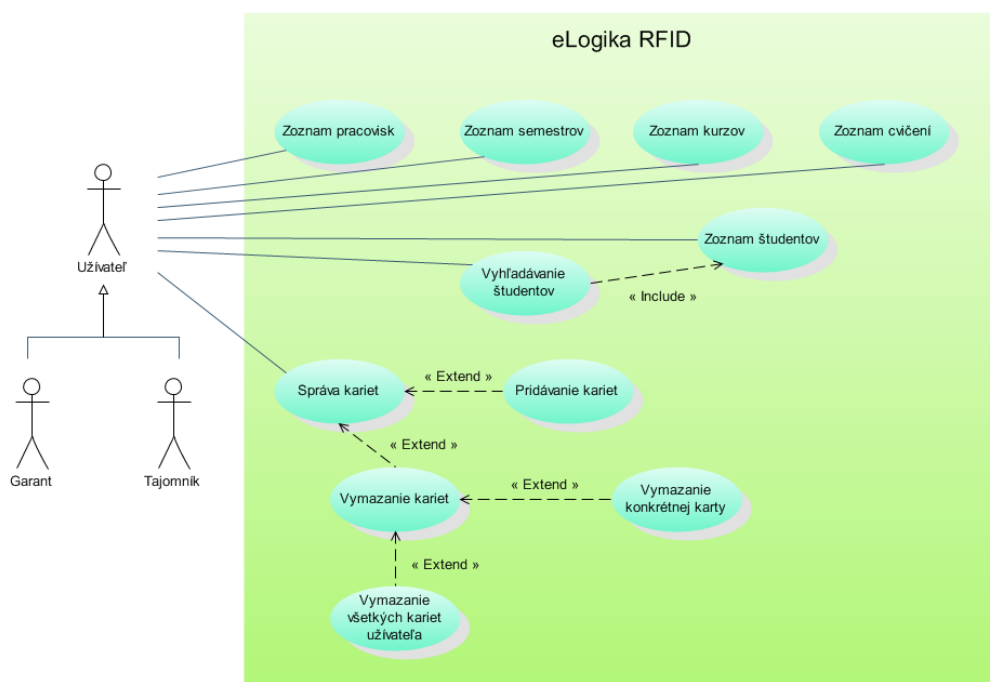 eLogika RFID
Zoznam pracovisk
Zoznam semestrov
Zoznam kurzov
Zoznam cvičení
Zoznam študentov
Užívateľ
Vyhľadávanie
študentov
« Include »
Správa kariet
« Extend »
Pridávanie kariet
« Extend »
Garant
Tajomník
Vymazanie kariet
« Extend »
Vymazanie
konkrétnej karty
« Extend »
Vymazanie
všetkých kariet
užívateľa